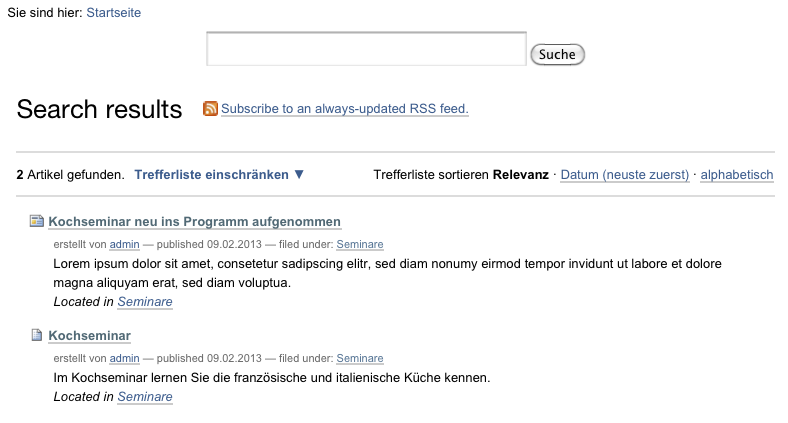 Sie sind hier: Startseite
Suche
Search results Subscribe to an always-updated RSS feed.
2 Artikel gefunden. Trefferliste einschränken ▼ Trefferliste sortieren Relevanz · Datum (neuste zuerst) · alphabetisch
Kochseminar neu ins Programm aufgenommen
erstellt von admin — published 09.02.2013 — filed under: Seminare
Lorem ipsum dolor sit amet, consetetur sadipscing elitr, sed diam nonumy eirmod tempor invidunt ut labore et dolore
magna aliquyam erat, sed diam voluptua.
Located in Seminare
Kochseminar
erstellt von admin — published 09.02.2013 — filed under: Seminare
Im Kochseminar lernen Sie die französische und italienische Küche kennen.
Located in Seminare